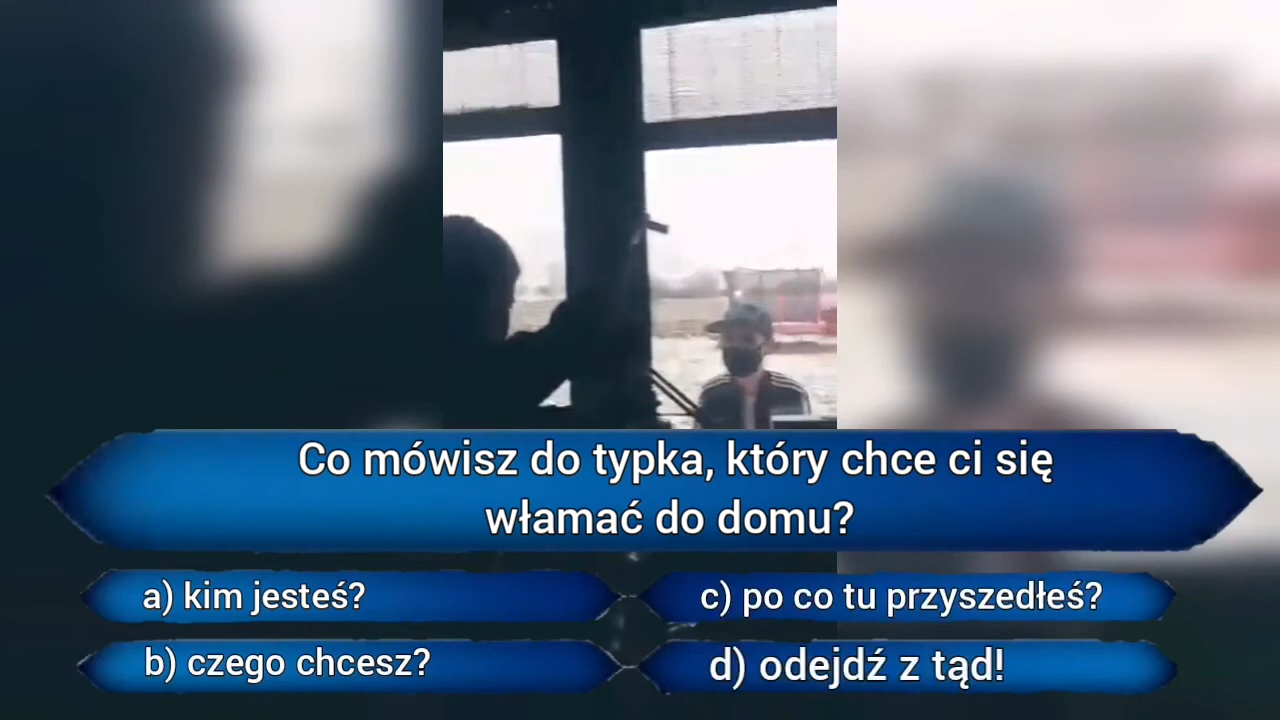 Co mówisz do typka, który chce ci się
włamać do domu?
a) kim jesteś?
c) po co tu przyszedłeś?
b) czego chcesz?
d) odejdź z tąd!